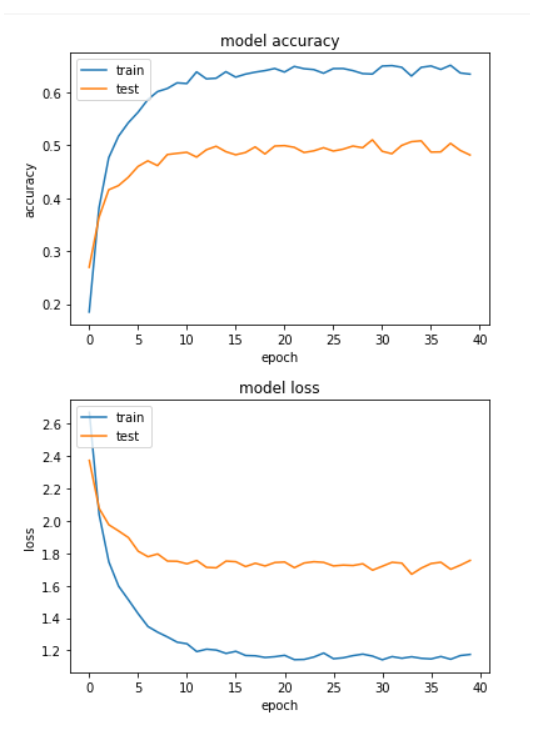 model accuracy
train
test
0.6
0.5
0.4
0.3
0.2
accuracy
0 5 10 15 20 25 30 35 40
epoch
model loss
train
test
2.6
2.4
2.2
2.0
1.8
1.6
1.4
1.2
loss
0 5 10 15 20 25 30 35 40
epoch